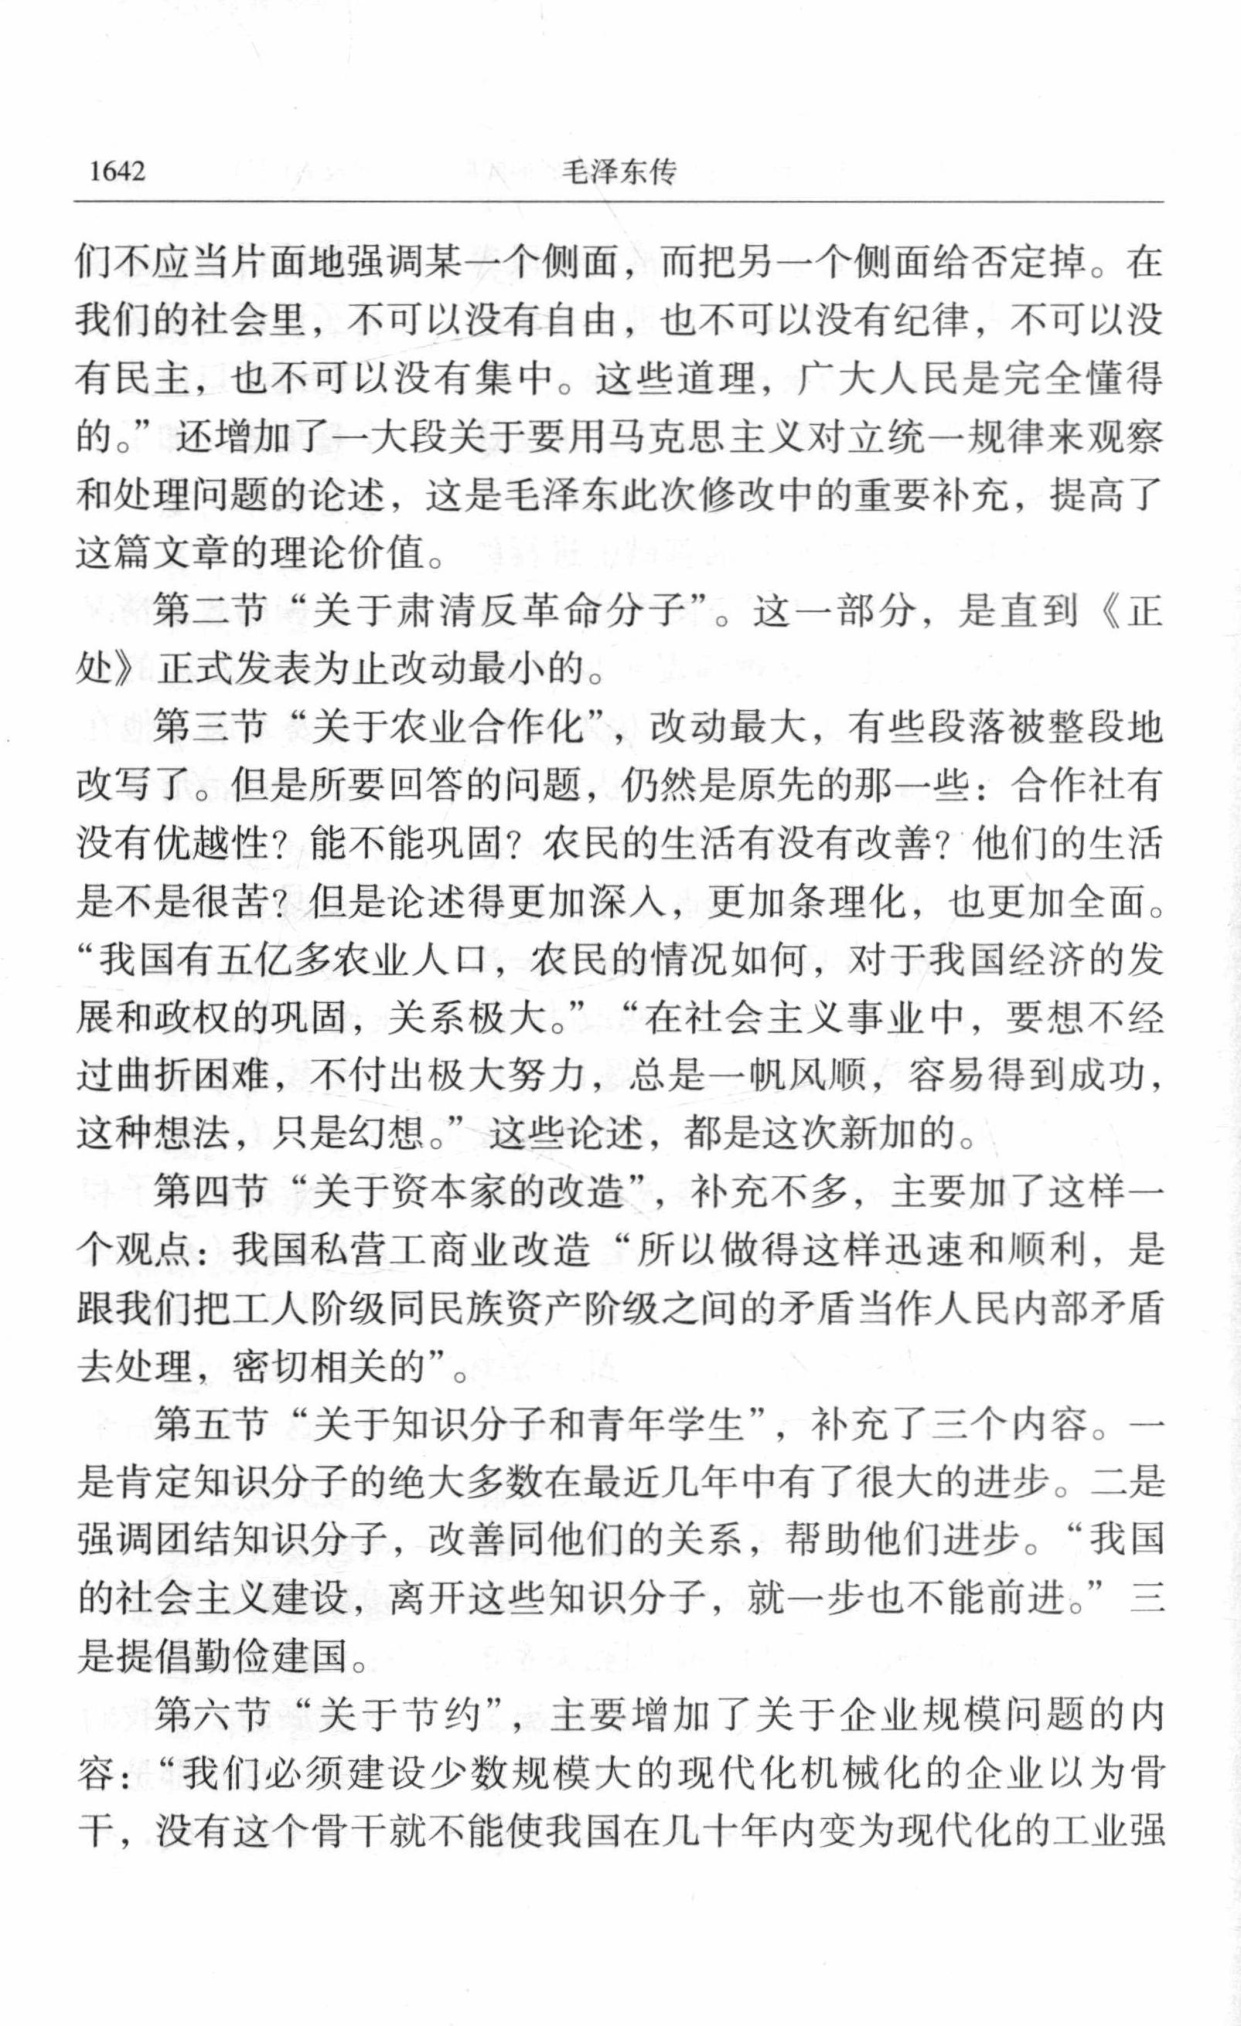 1642 毛泽东传
们不应当片面地强调某一个侧面，而把另一个侧面给否定掉。在
我们的社会里，不可以没有自由，也不可以没有纪律，不可以没
有民主，也不可以没有集中。这些道理，广大人民是完全懂得
的。”还增加了一大段关于要用马克思主义对立统一规律来观察
和处理问题的论述，这是毛泽东此次修改中的重要补充，提高了
这篇文章的理论价值。
第二节“关于肃清反革命分子”。这一部分，是直到《正
处》正式发表为止改动最小的。
第三节“关于农业合作化”，改动最大，有些段落被整段地
改写了。但是所要回答的问题，仍然是原先的那一些：合作社有
没有优越性？能不能巩固？农民的生活有没有改善？他们的生活
是不是很苦？但是论述得更加深入，更加条理化，也更加全面。
“我国有五亿多农业人口，农民的情况如何，对于我国经济的发
展和政权的巩固，关系极大。”“在社会主义事业中，要想不经
过曲折困难，不付出极大努力，总是一帆风顺，容易得到成功，
这种想法，只是幻想。”这些论述，都是这次新加的。
第四节“关于资本家的改造”，补充不多，主要加了这样一
个观点：我国私营工商业改造“所以做得这样迅速和顺利，是
跟我们把工人阶级同民族资产阶级之间的矛盾当作人民内部矛盾
去处理，密切相关的”。
第五节“关于知识分子和青年学生”，补充了三个内容。一
是肯定知识分子的绝大多数在最近几年中有了很大的进步。二是
强调团结知识分子，改善同他们的关系，帮助他们进步。“我国
的社会主义建设，离开这些知识分子，就一步也不能前进。”三
是提倡勤俭建国。
第六节“关于节约”，主要增加了关于企业规模问题的内
容：“我们必须建设少数规模大的现代化机械化的企业以为骨
干，没有这个骨干就不能使我国在几十年内变为现代化的工业强